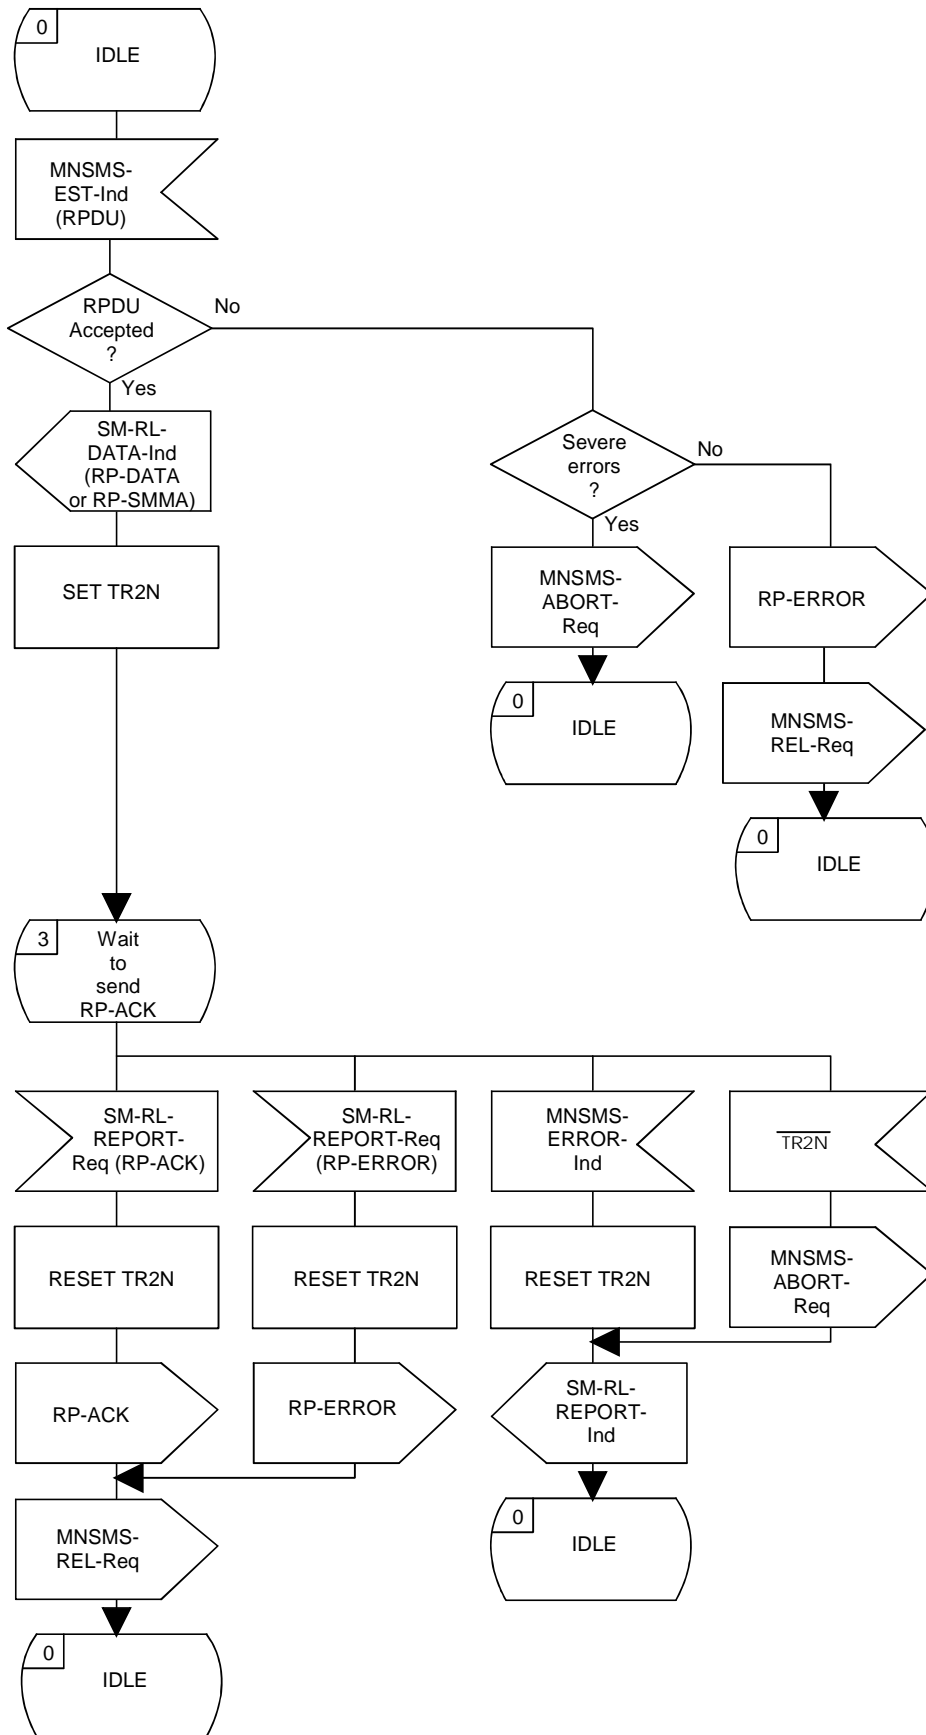 0
IDLE
MNSMS-
EST-Ind
(RPDU)
RPDU
Accepted
?
No
Yes
SM-RL-
DATA-Ind
(RP-DATA
or RP-SMMA)
Severe
errors
?
No
Yes
SET TR2N
MNSMS-
ABORT-
Req
RP-ERROR
0
IDLE
MNSMS-
REL-Req
0
IDLE
3
Wait
to
send
RP-ACK
SM-RL-
REPORT-
Req (RP-ACK)
SM-RL-
REPORT-Req
(RP-ERROR)
MNSMS-
ERROR-
Ind
TR2N
RESET TR2N
RESET TR2N
RESET TR2N
MNSMS-
ABORT-
Req
RP-ACK
RP-ERROR
SM-RL-
REPORT-
Ind
MNSMS-
REL-Req
0
IDLE
0
IDLE